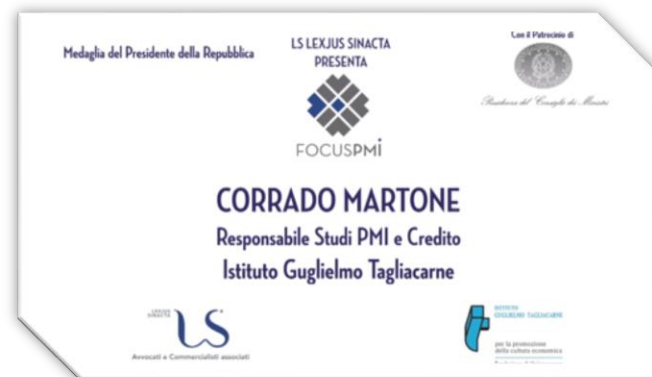 Medaglia del Presidente della Repubblica
LS LEXJUS SINACTA
PRESENTA
Con il Patrocinio di
Presidenza del Consiglio dei Ministri
FOCUSPMI
CORRADO MARTONE
Responsabile Studi PMI e Credito
Istituto Guglielmo Tagliacarne
LEXJUS
SINACTA
LS
Avvocati e Commercialisti associati
ISTITUTO
GUGLIELMO TAGLIACARNE
per la promozione
della cultura economica